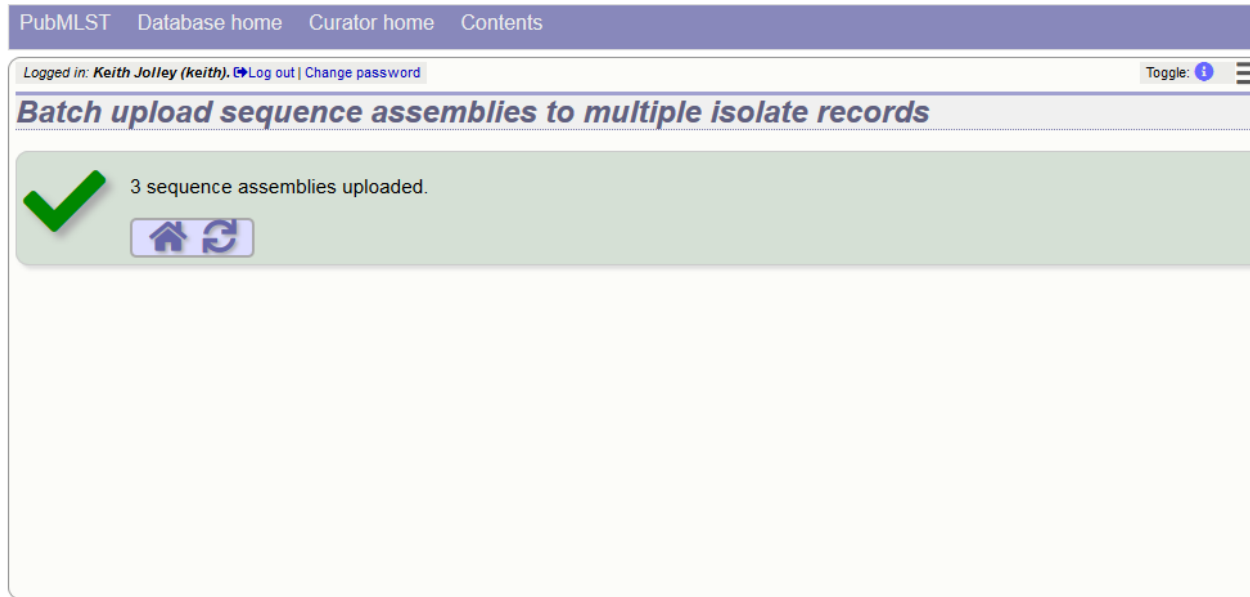 PubMLST Database home Curator home Contents
Logged in: Keith Jolley (keith). Log out | Change password Toggle:
Batch upload sequence assemblies to multiple isolate records
3 sequence assemblies uploaded.